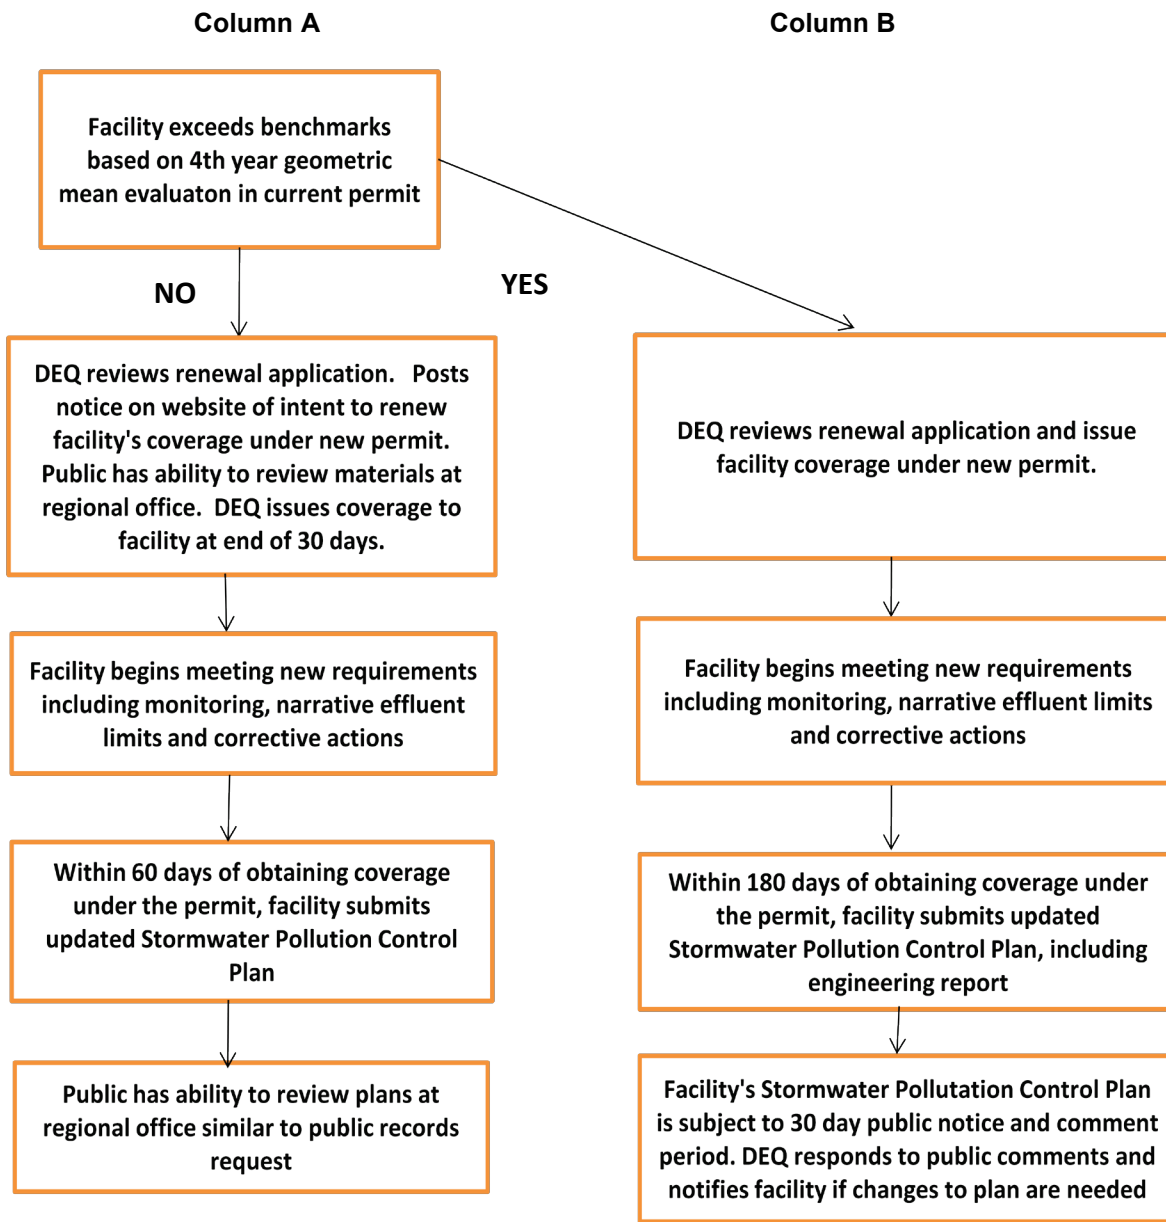 Column A
Column B
Facility exceeds benchmarks
based on 4th year geometric
mean evaluaton in current permit
NO
YES
DEQ reviews renewal application.   Posts
notice on website of intent to renew
facility's coverage under new permit.
Public has ability to review materials at
regional office.  DEQ issues coverage to
facility at end of 30 days.
DEQ reviews renewal application and issue
facility coverage under new permit.
Facility begins meeting new requirements
including monitoring, narrative effluent
limits and corrective actions
Facility begins meeting new requirements
including monitoring, narrative effluent limits
and corrective actions
Within 60 days of obtaining coverage
under the permit, facility submits
updated Stormwater Pollution Control
Plan
Within 180 days of obtaining coverage under
the permit, facility submits updated
Stormwater Pollution Control Plan, including
engineering report
Public has ability to review plans at
regional office similar to public records
request
Facility's Stormwater Pollutation Control Plan
is subject to 30 day public notice and comment
period. DEQ responds to public comments and
notifies facility if changes to plan are needed